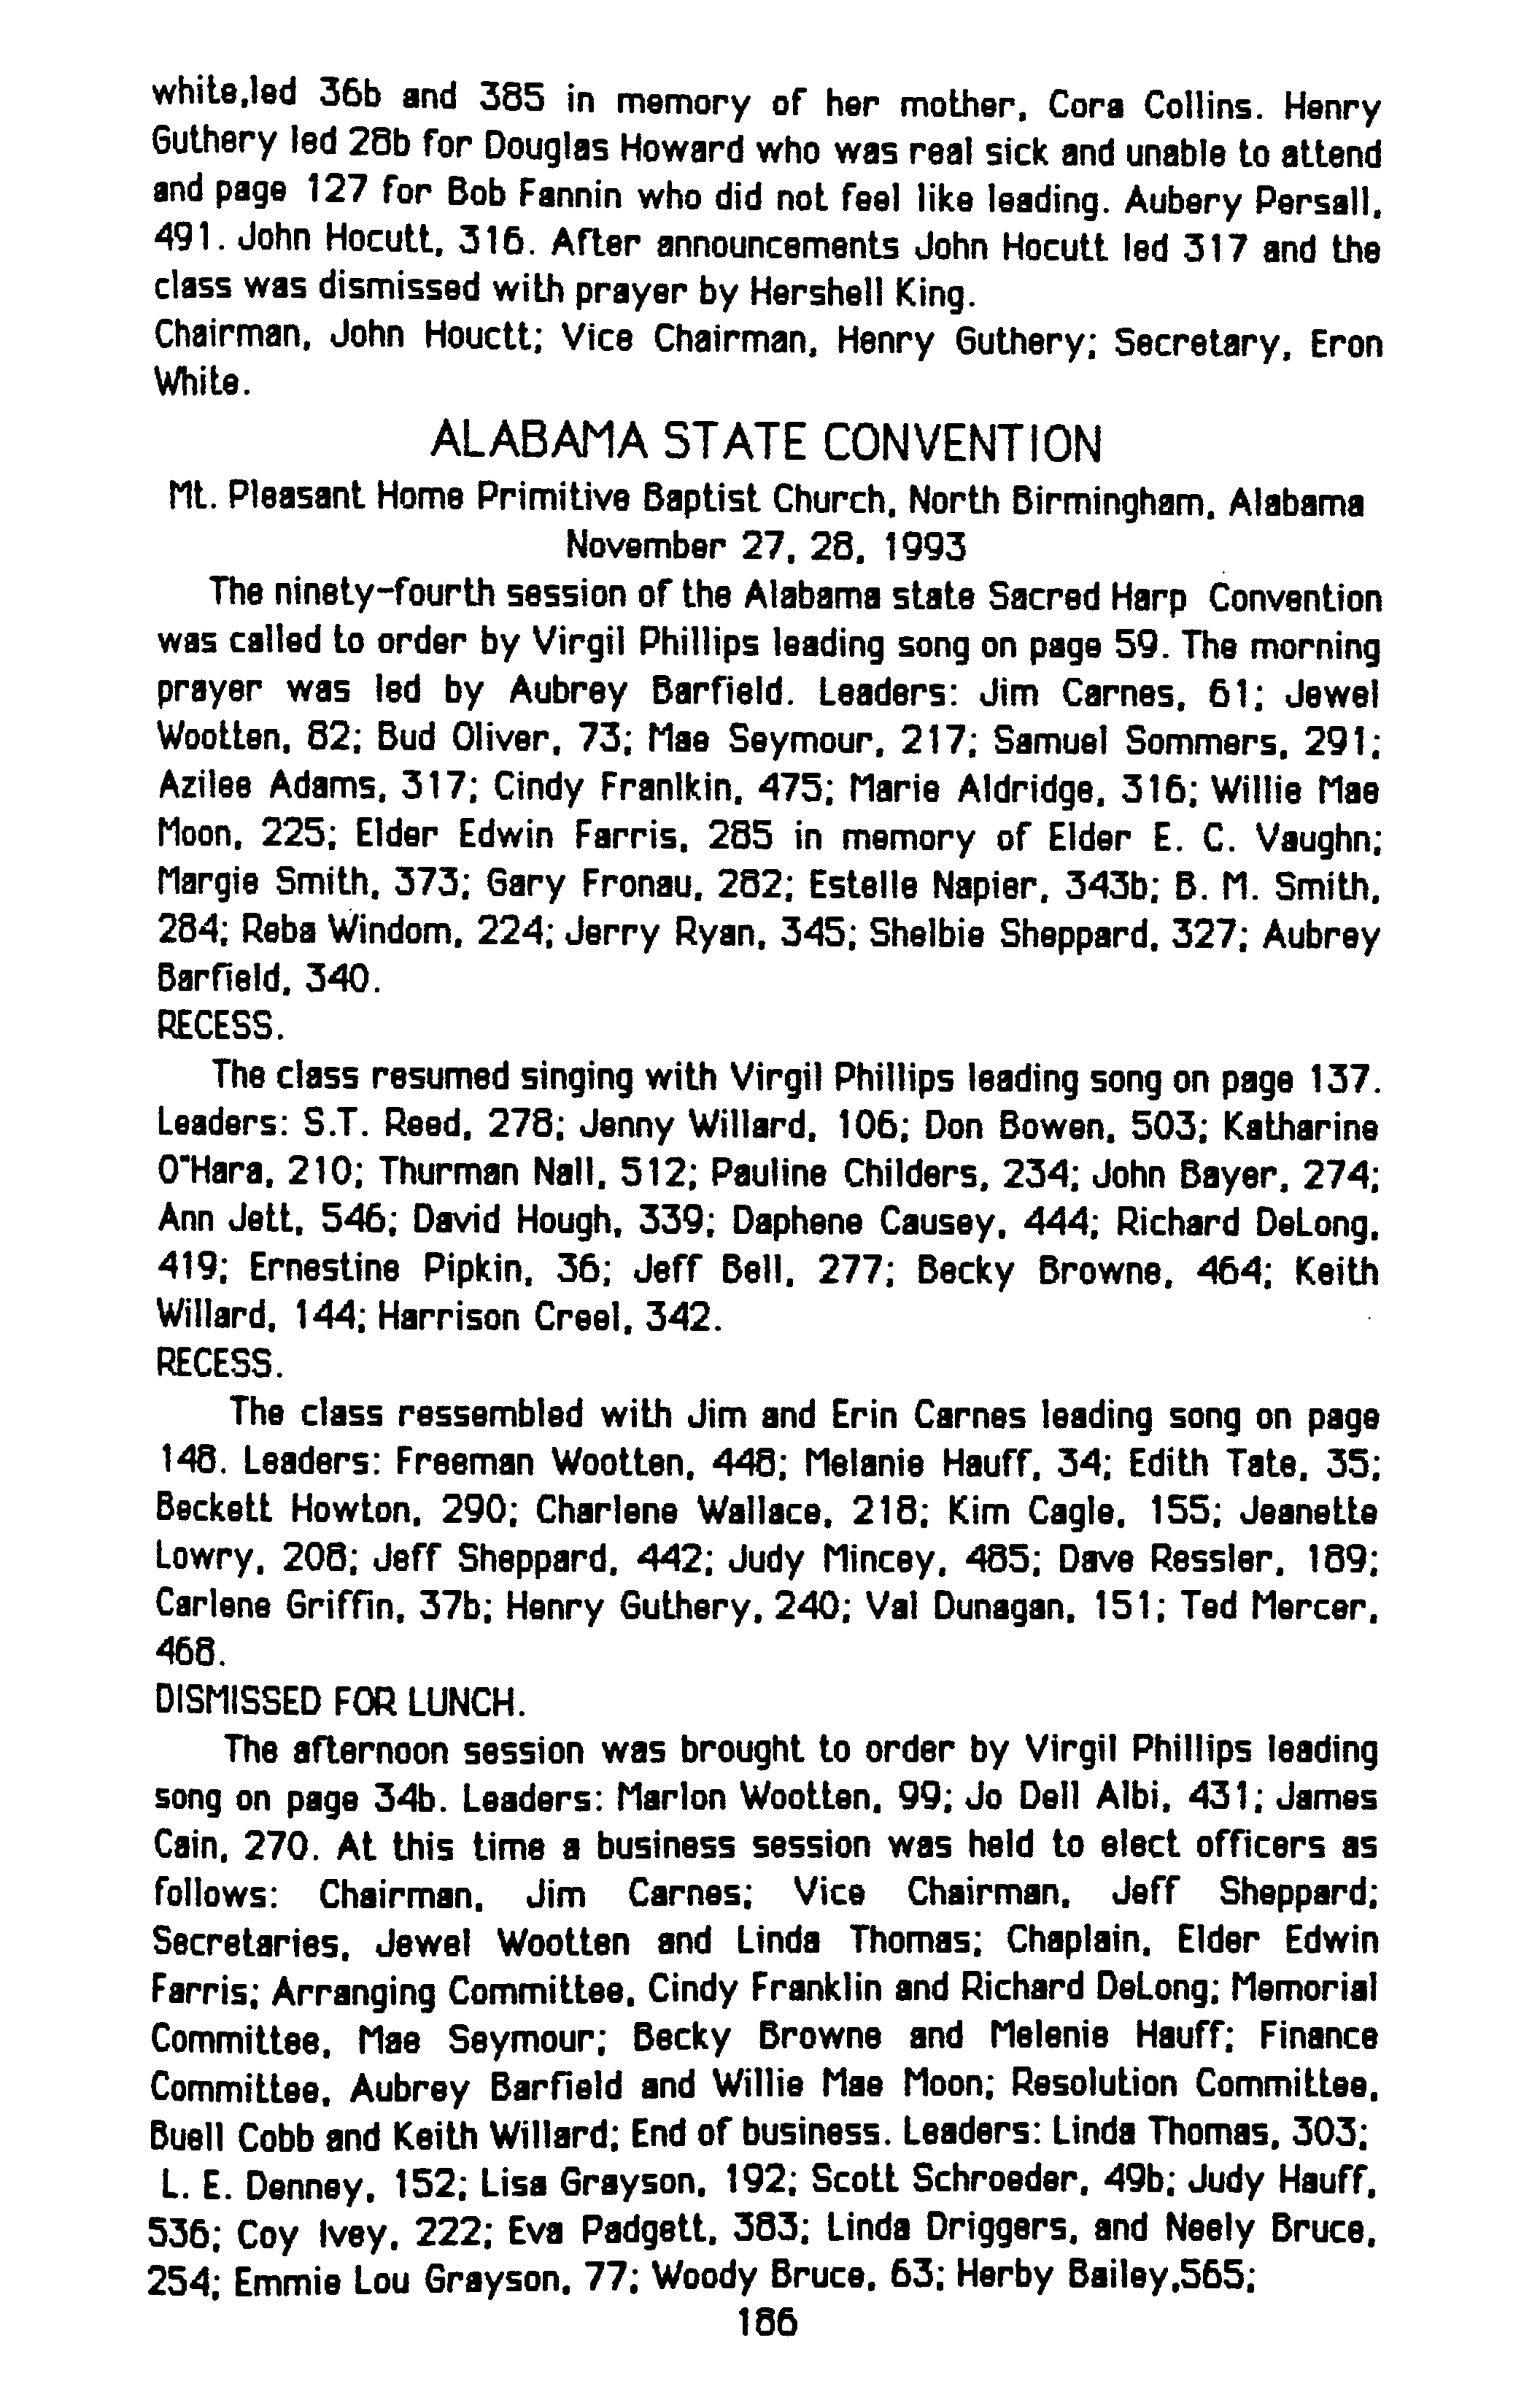 white,led 36b and 385 in memory of her mother, Cora Collins. Henry
Guthery led 28b for Douglas Howard who was real sick and unable to attend
and page 127 for Bob Fannin who did not feel like leading. Aubery Persall,
491. John Hocutt, 316. After announcements John Hocutt led 317 and the
class was dismissed with prayer by Hershell King.
Chairman, John Houctt; Vice Chairman, Henry Guthery; Secretary, Eron
White.
ALABAMA STATE CONVENTION
Mt. Pleasant Home Primitive Baptist Church, North Birmingham, Alabama
November 27, 28, 1993
The ninety-fourth session of the Alabama state Sacred Harp Convention
was called to order by Virgil Phillips leading song on page 59. The morning
prayer was led by Aubrey Barfield. Leaders: Jim Carnes, 61; Jewel
Wootten, 82; Bud Oliver, 73; Mae Seymour, 217; Samuel Sommers, 291;
Azilee Adams, 317; Cindy Franlkin, 475; Marie Aldridge, 316; Willie Mae
Moon, 225; Elder Edwin Farris, 285 in memory of Elder E. C. Vaughn;
Margie Smith, 373; Gary Fronau, 282; Estelle Napier, 343b; B. M. Smith,
284; Reba Windom, 224; Jerry Ryan, 345; Shelbie Sheppard, 327; Aubrey
Barfield, 340.
RECESS.
The class resumed singing with Virgil Phillips leading song on page 137.
Leaders: S.T. Reed, 278; Jenny Willard, 106; Don Bowen, 503; Katharine
O"Hara, 210; Thurman Nall, 512; Pauline Childers, 234; John Bayer, 274;
Ann Jett, 546; David Hough, 339; Daphene Causey, 444; Richard DeLong,
419; Ernestine Pipkin, 36; Jeff Bell, 277; Becky Browne, 464; Keith
Willard, 144; Harrison Creel, 342.
RECESS.
The class ressembled with Jim and Erin Carnes leading song on page
148. Leaders: Freeman Wootten, 448; Melanie Hauff, 34; Edith Tate, 35;
Beckett Howton, 290; Charlene Wallace, 218; Kim Cagle, 155; Jeanette
Lowry, 208; Jeff Sheppard, 442; Judy Mincey, 485; Dave Ressler, 189;
Carlene Griffin, 37b; Henry Guthery, 240; Val Dunagan, 151; Ted Mercer,
468.
DISMISSED FOR LUNCH.
The afternoon session was brought to order by Virgil Phillips leading
song on page 34b. Leaders: Marlon Wootten, 99; Jo Dell Albi, 431; James
Cain, 270. At this time a business session was held to elect officers as
follows: Chairman, Jim Carnes; Vice Chairman, Jeff Sheppard;
Secretaries, Jewel Wootten and Linda Thomas; Chaplain, Elder Edwin
Farris; Arranging Committee, Cindy Franklin and Richard DeLong; Memorial
Committee, Mae Seymour; Becky Browne and Melenie Hauff; Finance
Committee, Aubrey Barfield and Willie Mae Moon; Resolution Committee,
Buell Cobb and Keith Willard; End of business. Leaders: Linda Thomas, 303;
L. E. Denney, 152; Lisa Grayson, 192; Scott Schroeder, 49b; Judy Hauff,
536; Coy Ivey, 222; Eva Padgett, 383; Linda Driggers, and Neely Bruce,
254; Emmie Lou Grayson, 77; Woody Bruce, 63; Herby Bailey,565;
186